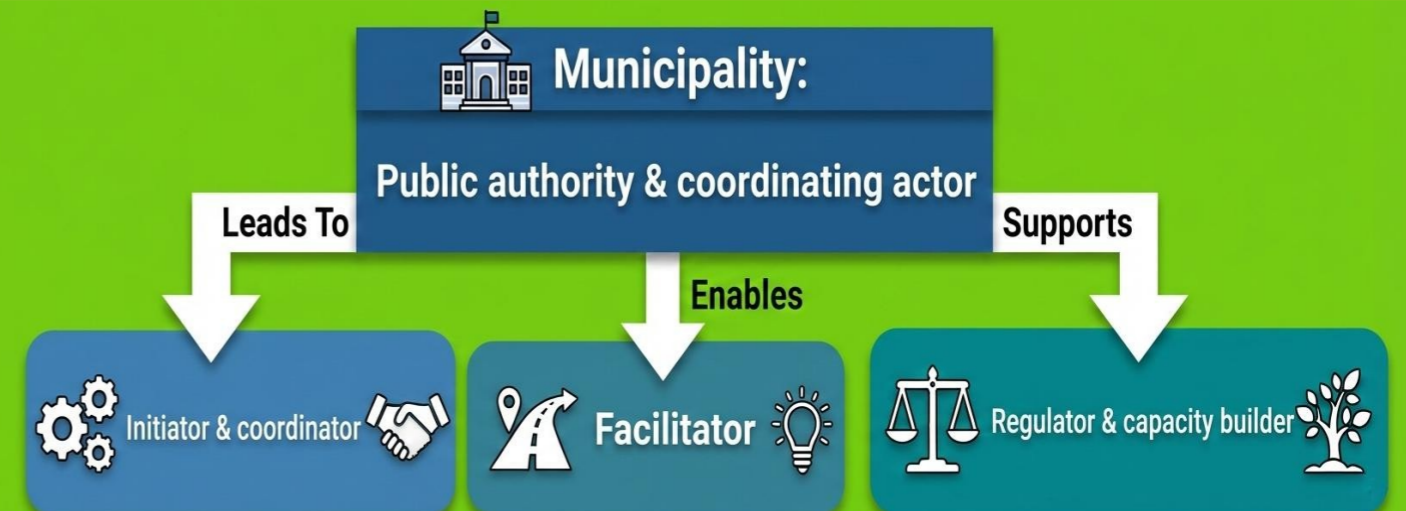 Municipality:
Public authority & coordinating actor
Leads To
Supports
Enables
Initiator & coordinator
Facilitator
Regulator & capacity builder